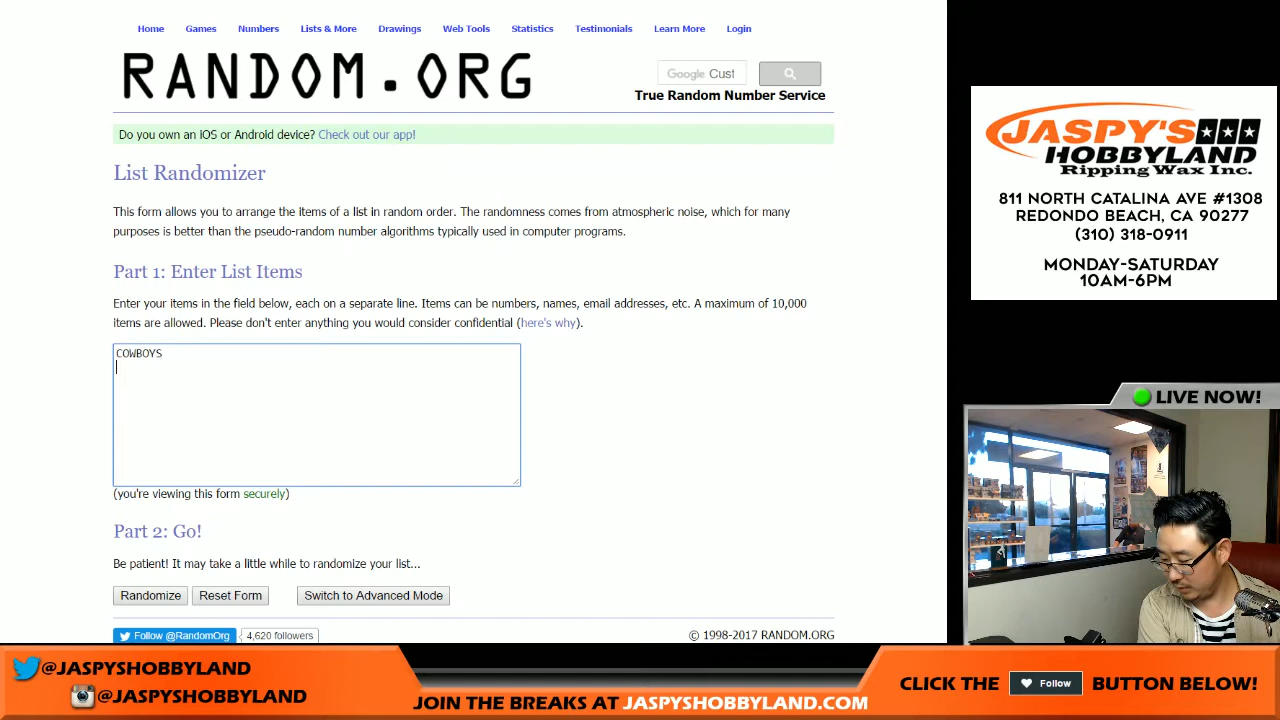 Home Games Numbers Lists & More Drawings Web Tools Statistics Testimonials Learn More Login
RANDOM.ORG
Google Cust
True Random Number Service
Do you own an iOS or Android device? Check out our app!
List Randomizer
This form allows you to arrange the items of a list in random order. The randomness comes from atmospheric noise, which for many
purposes is better than the pseudo-random number algorithms typically used in computer programs.
Part 1: Enter List Items
Enter your items in the field below, each on a separate line. Items can be numbers, names, email addresses, etc. A maximum of 10,000
items are allowed. Please don't enter anything you would consider confidential (here's why).
COWBOYS
(you're viewing this form securely)
Part 2: Go!
Be patient! It may take a little while to randomize your list...
Randomize Reset Form Switch to Advanced Mode
Follow @RandomOrg 4,620 followers
© 1998-2017 RANDOM.ORG
JASPY'S
HOBBYLAND
Ripping Wax Inc.
811 NORTH CATALINA AVE #1308
REDONDO BEACH, CA 90277
(310) 318-0911
MONDAY-SATURDAY
10AM-6PM
LIVE NOW!
@JASPYSHOBBYLAND
@JASPYSHOBBYLAND
JOIN THE BREAKS AT JASPYSHOBBYLAND.COM
CLICK THE Follow BUTTON BELOW!